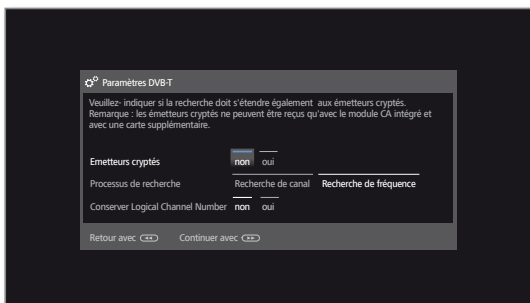 Paramètres DVB-T
Veuillez- indiquer si la recherche doit s'étendre également aux émetteurs cryptés.
Remarque : les émetteurs cryptés ne peuvent être reçus qu'avec le module CA intégré et
avec une carte supplémentaire.
Emetteurs cryptés non oui
Processus de recherche Recherche de canal Recherche de fréquence
Conserver Logical Channel Number non oui
Retour avec Continuer avec